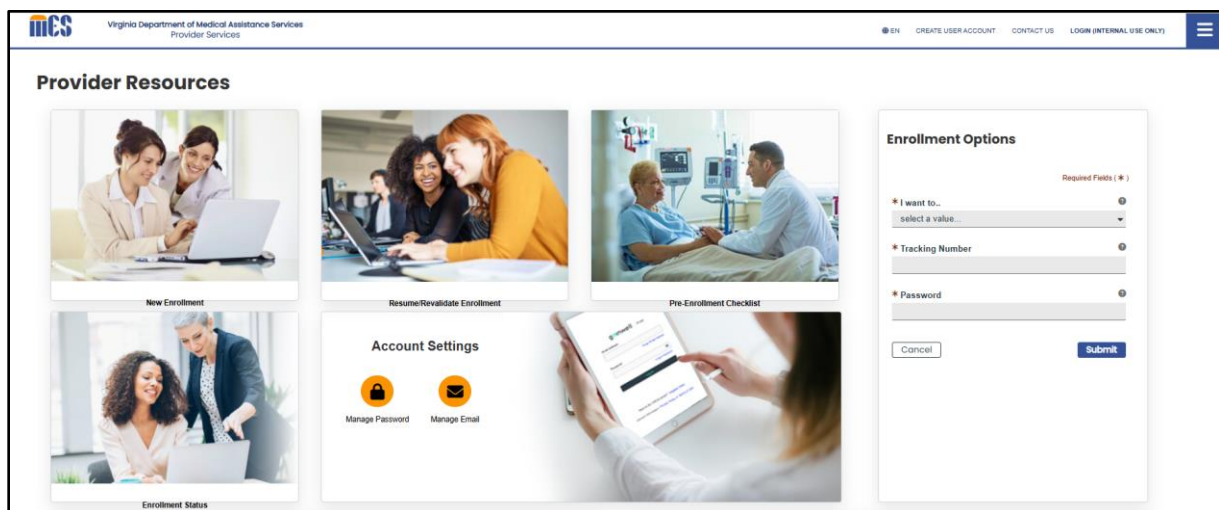 mes
Virginia Department of Medical Assistance Services
Provider Services
EN
CREATE USER ACCOUNT
CONTACT US
LOGIN (INTERNAL USE ONLY)
Provider Resources
New Enrollment
Resume/Revalidate Enrollment
Pre-Enrollment Checklist
Enrollment Status
Account Settings
Manage Password
Manage Email
Enrollment Options
Required Fields ( * )
* I want to..
select a value...
* Tracking Number
* Password
Cancel
Submit